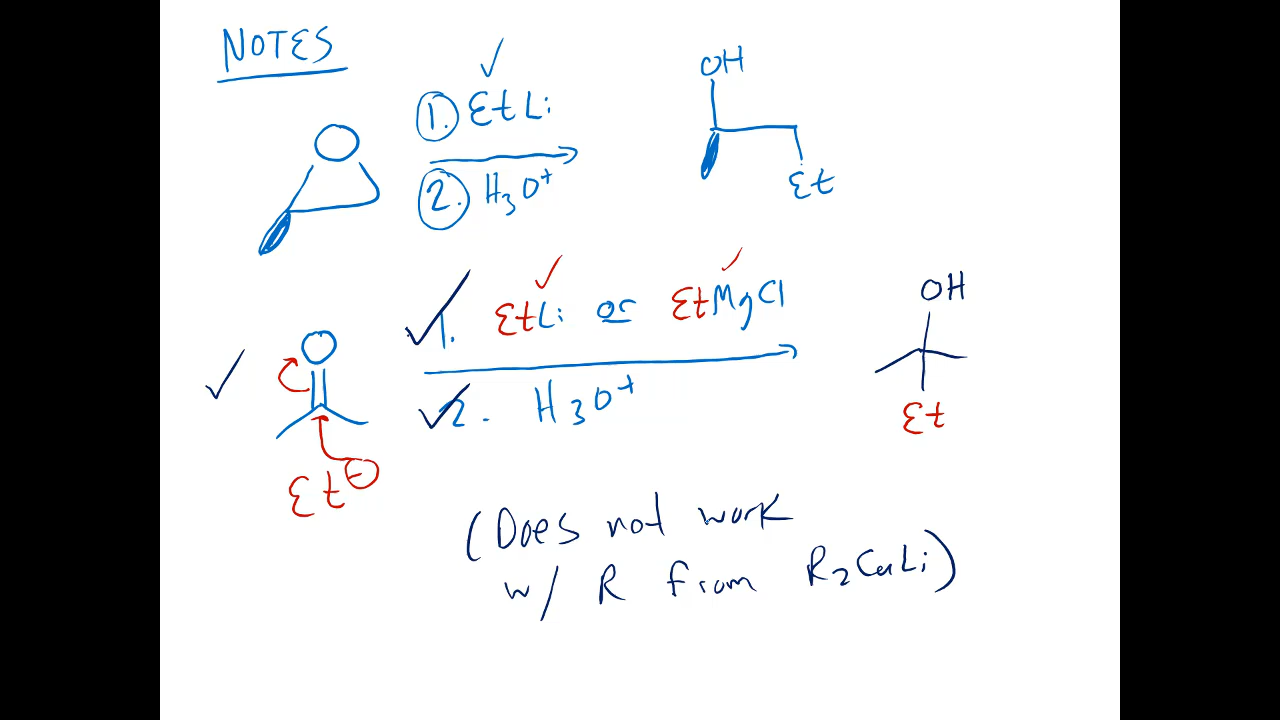 NOTES
1. EtLi
2. H3O+
O
OH
Et
1. EtLi or EtMgCl
2. H3O+
O
Et⊖
OH
Et
(Does not work
w/ R from R2CuLi)